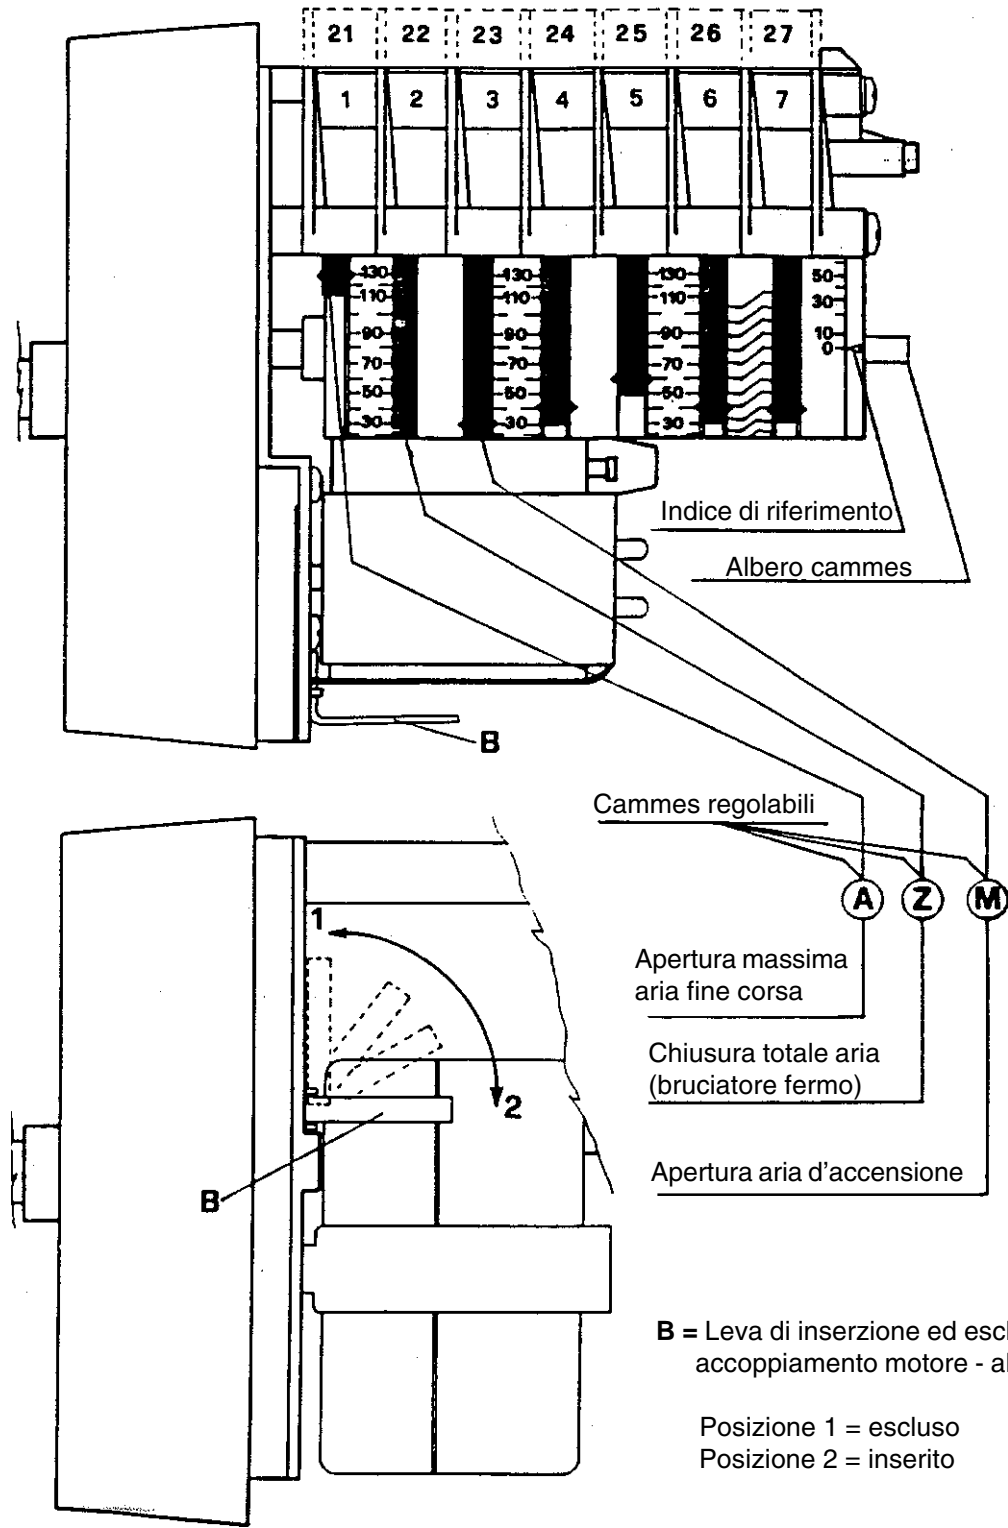 21 22 23 24 25 26 27
1 2 3 4 5 6 7
130 130 130 50
110 110 110 30
90 90 90 10
70 70 70 0
50 50 50
30 30 30
Indice di riferimento
Albero cammes
B
Cammes regolabili
A Z M
1
Apertura massima
aria fine corsa
Chiusura totale aria
(bruciatore fermo)
2
Apertura aria d'accensione
B
B = Leva di inserzione ed escl
accoppiamento motore - al
Posizione 1 = escluso
Posizione 2 = inserito